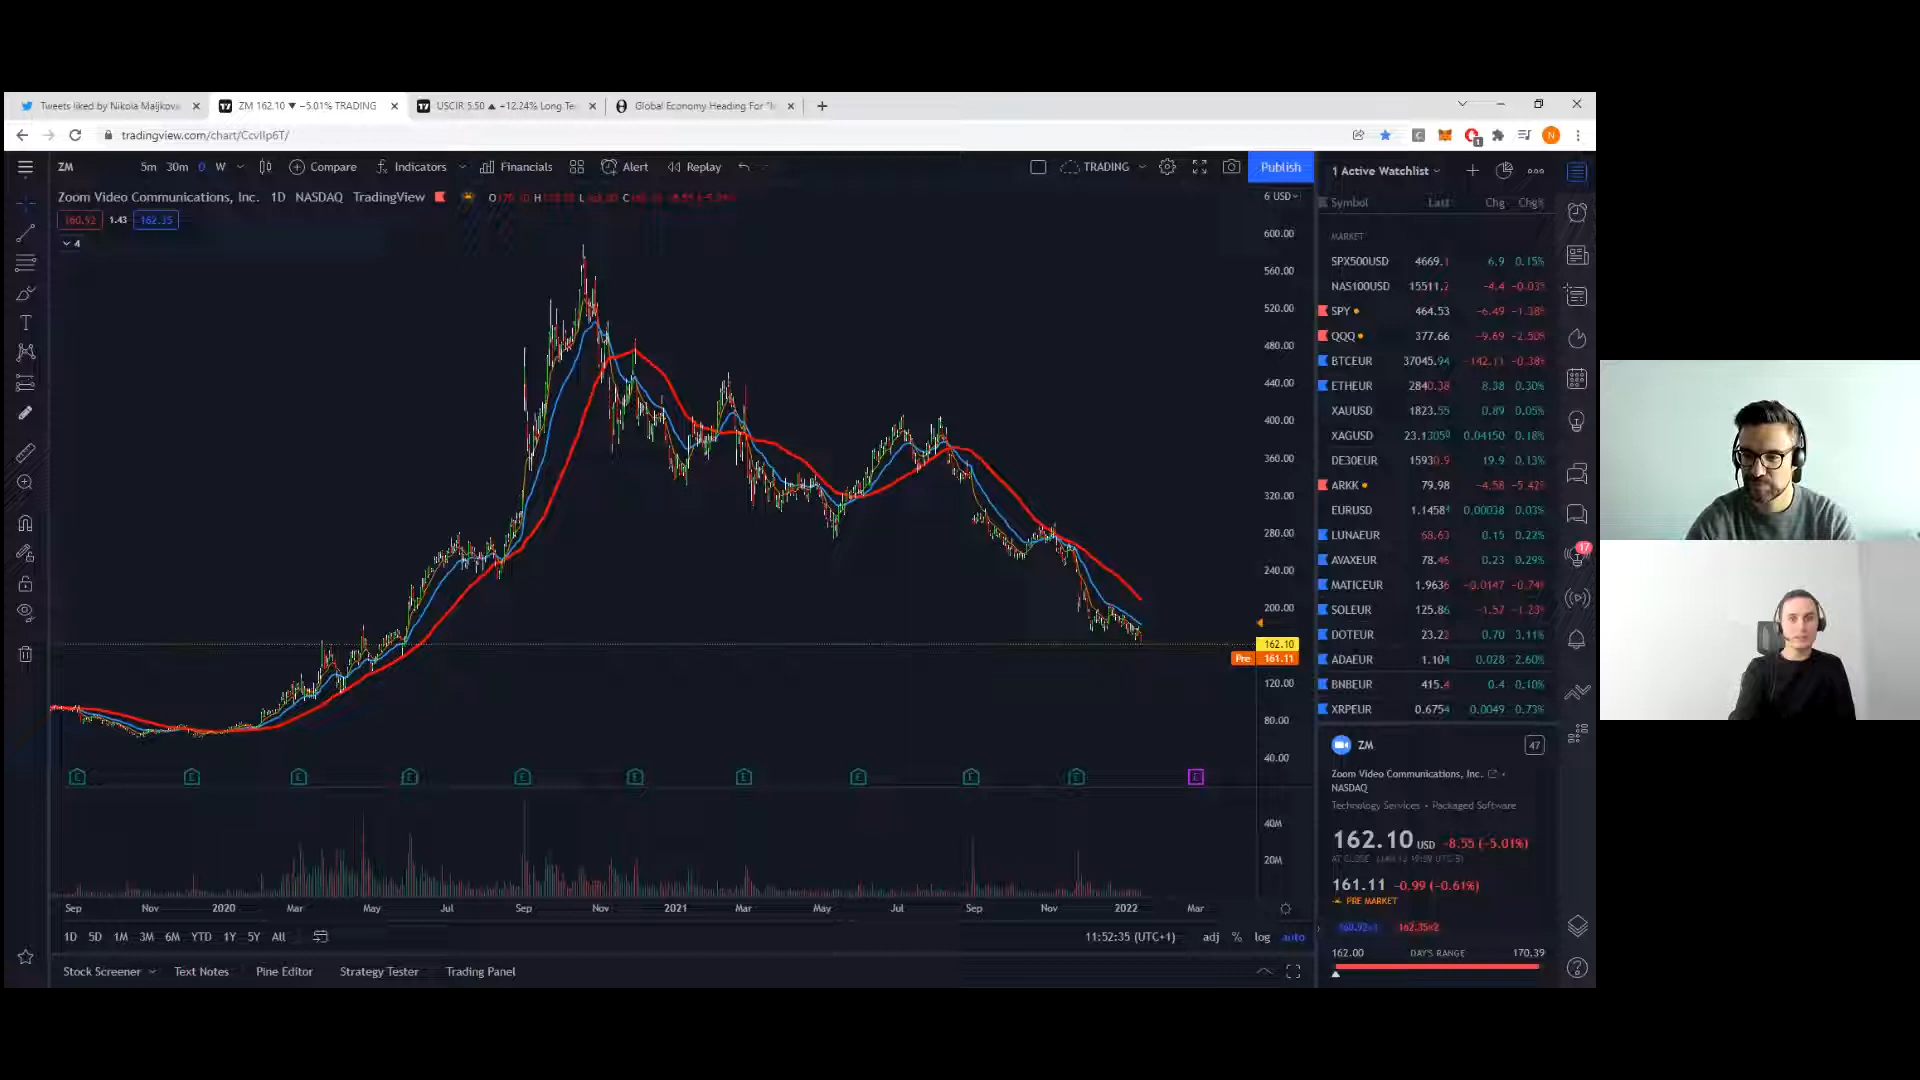 Tweets liked by Nikola Maljkova
ZM 162.10 ▼ −5.01% TRADING
USCIR 5.50 ▲ +12.24% Long Te
Global Economy Heading For "I
tradingview.com/chart/CcvIIp6T/
ZM 5m 30m D W Compare Indicators Financials Alert Replay TRADING Publish
Zoom Video Communications, Inc. 1D NASDAQ TradingView
160.92 1.43 162.35
4
6 USD
600.00
560.00
520.00
480.00
440.00
400.00
360.00
320.00
280.00
240.00
200.00
162.10
Pre 161.11
120.00
80.00
40.00
40M
20M
Sep Nov 2020 Mar May Jul Sep Nov 2021 Mar May Jul Sep Nov 2022 Mar
1D 5D 1M 3M 6M YTD 1Y 5Y All
11:52:35 (UTC+1) adj % log auto
Stock Screener Text Notes Pine Editor Strategy Tester Trading Panel
1 Active Watchlist
Symbol Last Chg Chg%
MARKET
SPX500USD 4669.1 6.9 0.15%
NAS100USD 15511.2 −4.4 −0.03%
SPY 464.53 −6.49 −1.38%
QQQ 377.66 −9.69 −2.50%
BTCEUR 37045.94 −142.11 −0.38%
ETHEUR 2840.38 8.38 0.30%
XAUUSD 1823.55 0.89 0.05%
XAGUSD 23.13050 0.04150 0.18%
DE30EUR 15930.9 19.9 0.13%
ARKK 79.98 −4.58 −5.42%
EURUSD 1.14584 0.00038 0.03%
LUNAEUR 68.63 0.15 0.22%
AVAXEUR 78.46 0.23 0.29%
MATICEUR 1.9636 −0.0147 −0.74%
SOLEUR 125.86 −1.57 −1.23%
DOTEUR 23.22 0.70 3.11%
ADAEUR 1.104 0.028 2.60%
BNBEUR 415.4 0.4 0.10%
XRPEUR 0.6754 0.0049 0.73%
17
ZM 47
Zoom Video Communications, Inc.
NASDAQ
Technology Services • Packaged Software
162.10 USD −8.55 (−5.01%)
AT CLOSE
161.11 −0.99 (−0.61%)
PRE MARKET
160.92×1 162.35×2
162.00 DAY'S RANGE 170.39